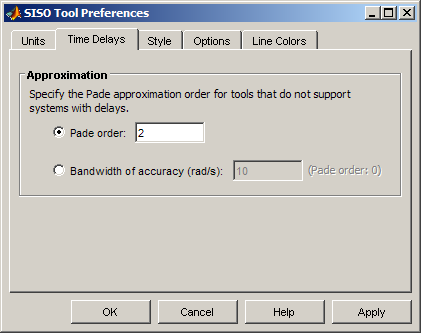 SISO Tool Preferences
Units Time Delays Style Options Line Colors
Approximation
Specify the Pade approximation order for tools that do not support
systems with delays.
Pade order: 2
Bandwidth of accuracy (rad/s): 10 (Pade order: 0)
OK Cancel Help Apply